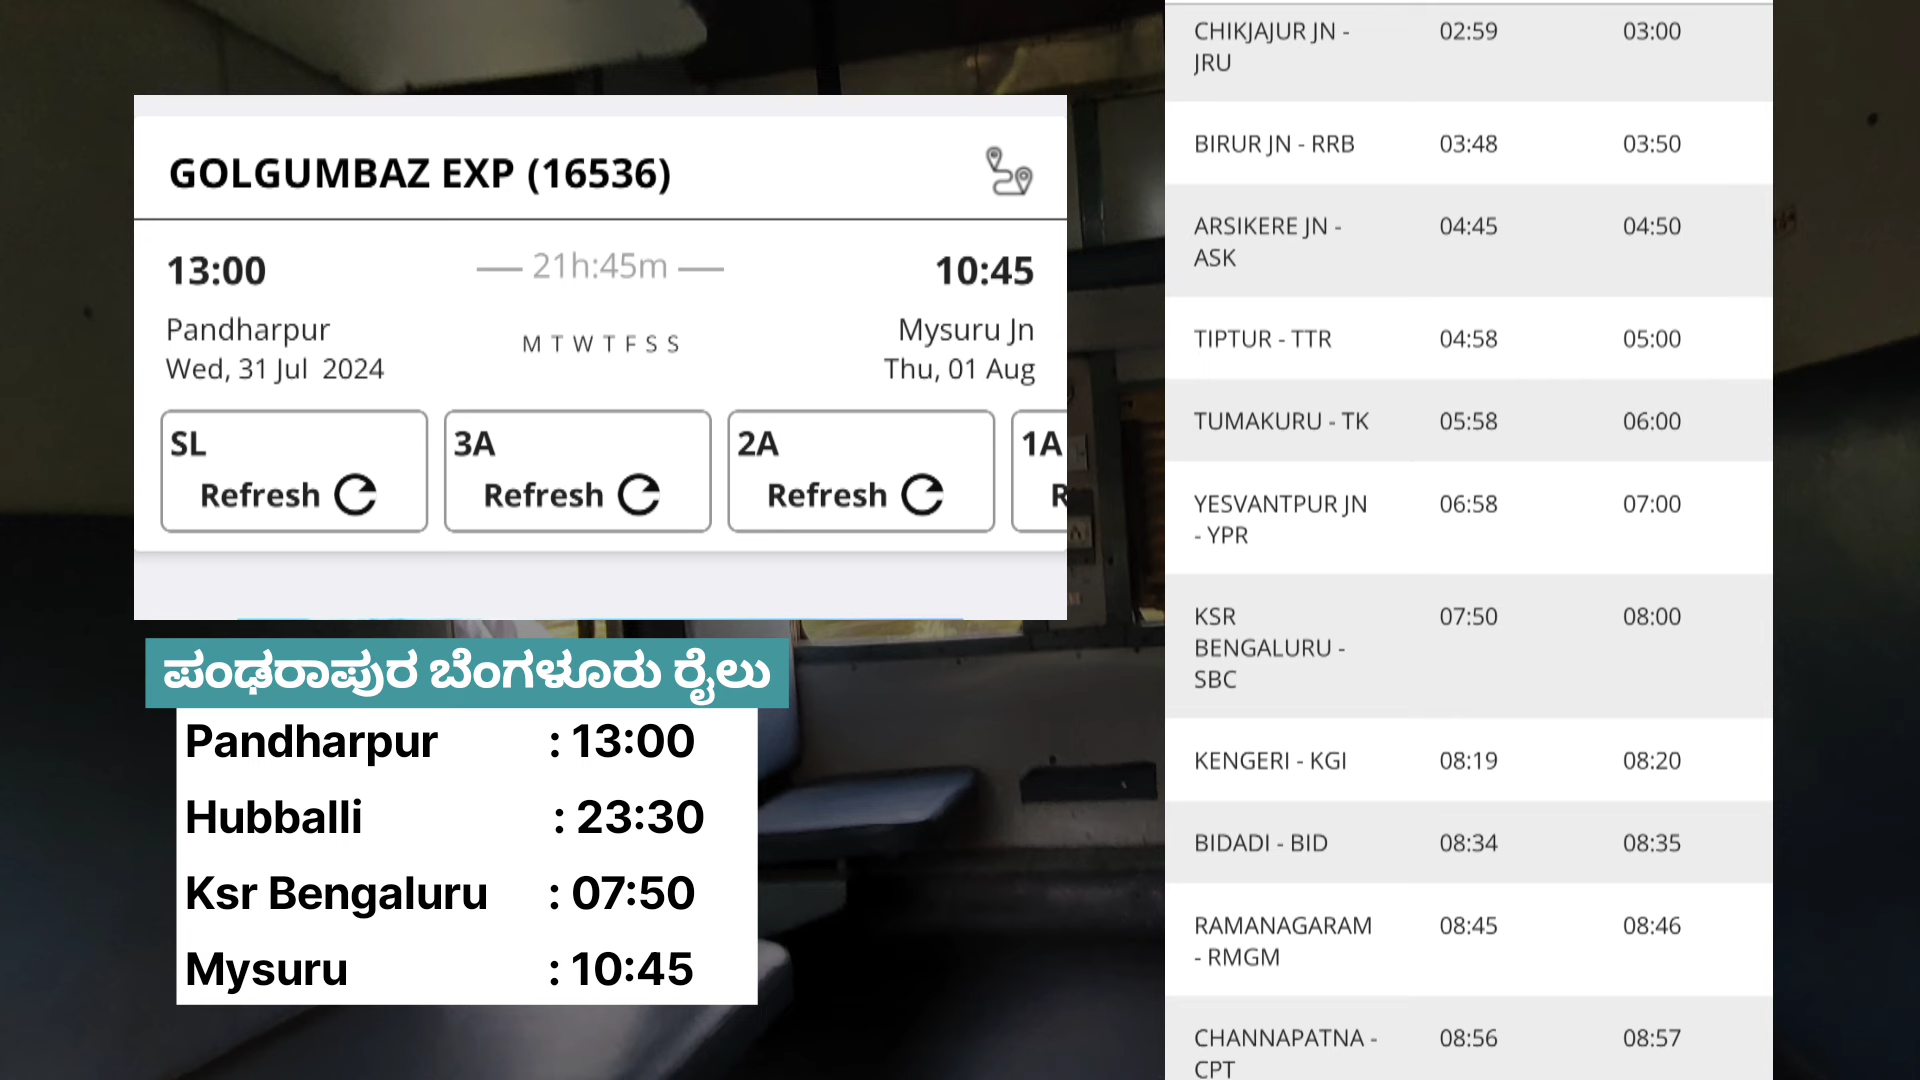 GOLGUMBAZ EXP (16536)
13:00 — 21h:45m — 10:45
Pandharpur M T W T F S S Mysuru Jn
Wed, 31 Jul 2024 Thu, 01 Aug
SL 3A 2A 1A
Refresh Refresh Refresh R
ಪಂಢರಾಪುರ ಬೆಂಗಳೂರು ರೈಲು
Pandharpur : 13:00
Hubballi : 23:30
Ksr Bengaluru : 07:50
Mysuru : 10:45
CHIKJAJUR JN - 02:59 03:00
JRU
BIRUR JN - RRB 03:48 03:50
ARSIKERE JN - 04:45 04:50
ASK
TIPTUR - TTR 04:58 05:00
TUMAKURU - TK 05:58 06:00
YESVANTPUR JN 06:58 07:00
- YPR
KSR 07:50 08:00
BENGALURU -
SBC
KENGERI - KGI 08:19 08:20
BIDADI - BID 08:34 08:35
RAMANAGARAM 08:45 08:46
- RMGM
CHANNAPATNA - 08:56 08:57
CPT